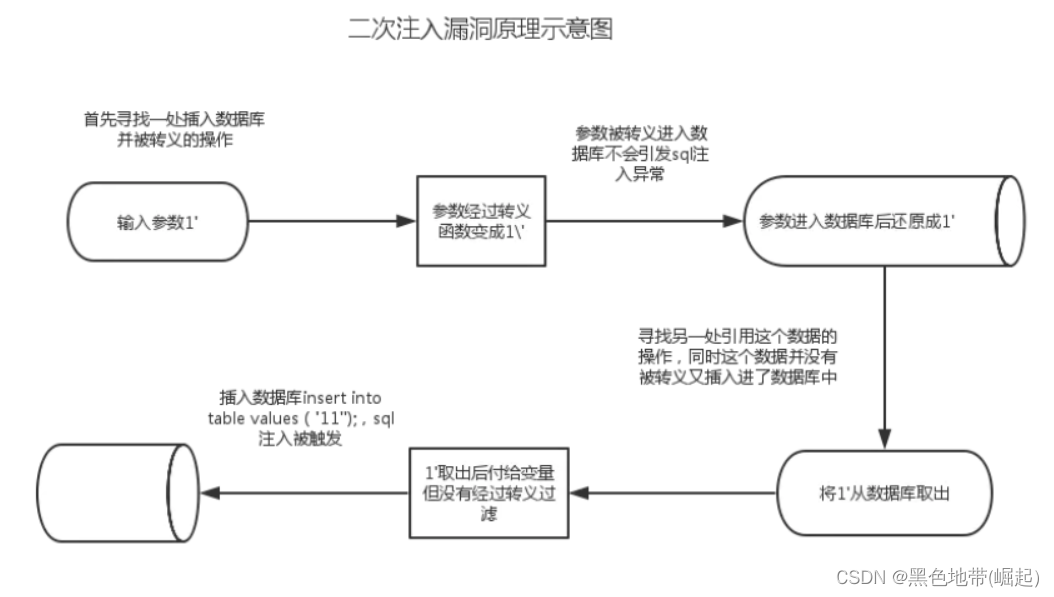 二次注入漏洞原理示意图
首先寻找一处插入数据库
并被转义的操作
参数被转义进入数
据库不会引发sql注
入异常
输入参数1'
参数经过转义
函数变成1\'
参数进入数据库后还原成1'
寻找另一处引用这个数据的
操作，同时这个数据并没有
被转义又插入进了数据库中
插入数据库insert into
table values ( '11''); , sql
注入被触发
1'取出后付给变量
但没有经过转义过
滤
将1'从数据库取出
CSDN @黑色地带(崛起)